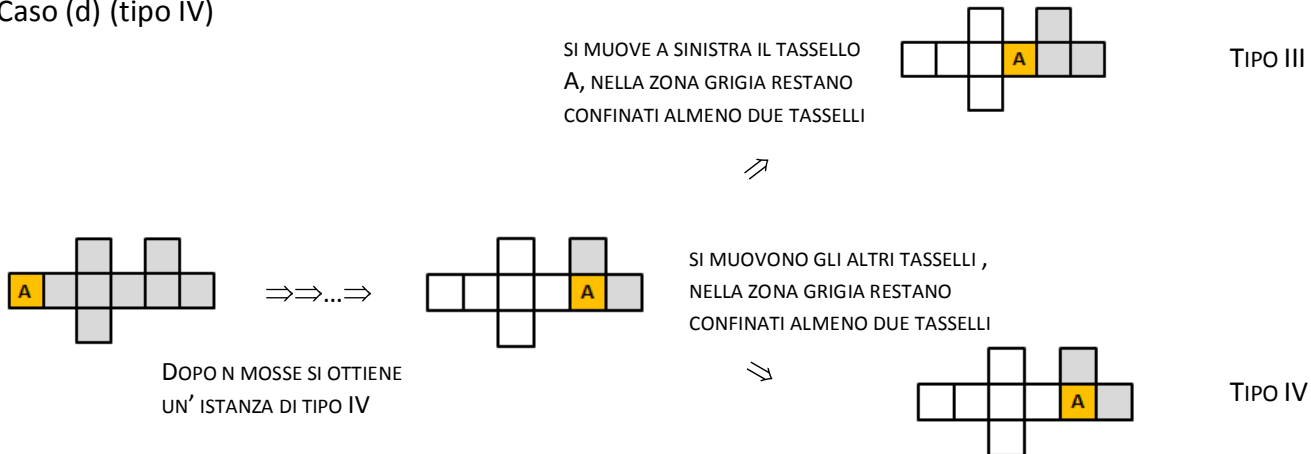 Caso (d) (tipo IV)
SI MUOVE A SINISTRA IL TASSELLO
A, NELLA ZONA GRIGIA RESTANO
CONFINATI ALMENO DUE TASSELLI
A
TIPO III
⇗
A
⇒⇒...⇒
A
DOPO N MOSSE SI OTTIENE
UN' ISTANZA DI TIPO IV
SI MUOVONO GLI ALTRI TASSELLI ,
NELLA ZONA GRIGIA RESTANO
CONFINATI ALMENO DUE TASSELLI
⇘
A
TIPO IV